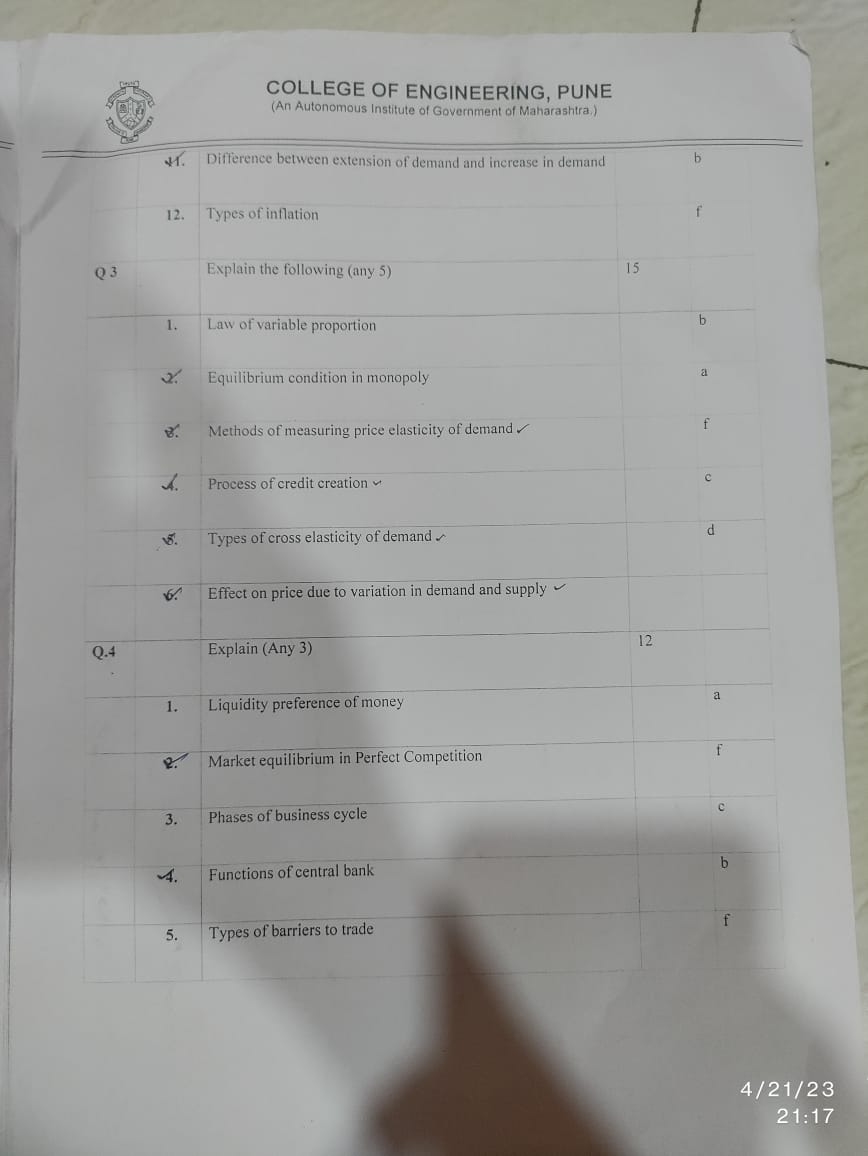 COLLEGE OF ENGINEERING, PUNE
(An Autonomous Institute of Government of Maharashtra.)
11. Difference between extension of demand and increase in demand b
12. Types of inflation f
Q 3 Explain the following (any 5) 15
1. Law of variable proportion b
2. Equilibrium condition in monopoly a
3. Methods of measuring price elasticity of demand ✓ f
4. Process of credit creation ✓ c
5. Types of cross elasticity of demand ✓ d
6. Effect on price due to variation in demand and supply ✓
Q.4 Explain (Any 3) 12
1. Liquidity preference of money a
2. Market equilibrium in Perfect Competition f
3. Phases of business cycle c
4. Functions of central bank b
5. Types of barriers to trade f
4/21/23
21:17